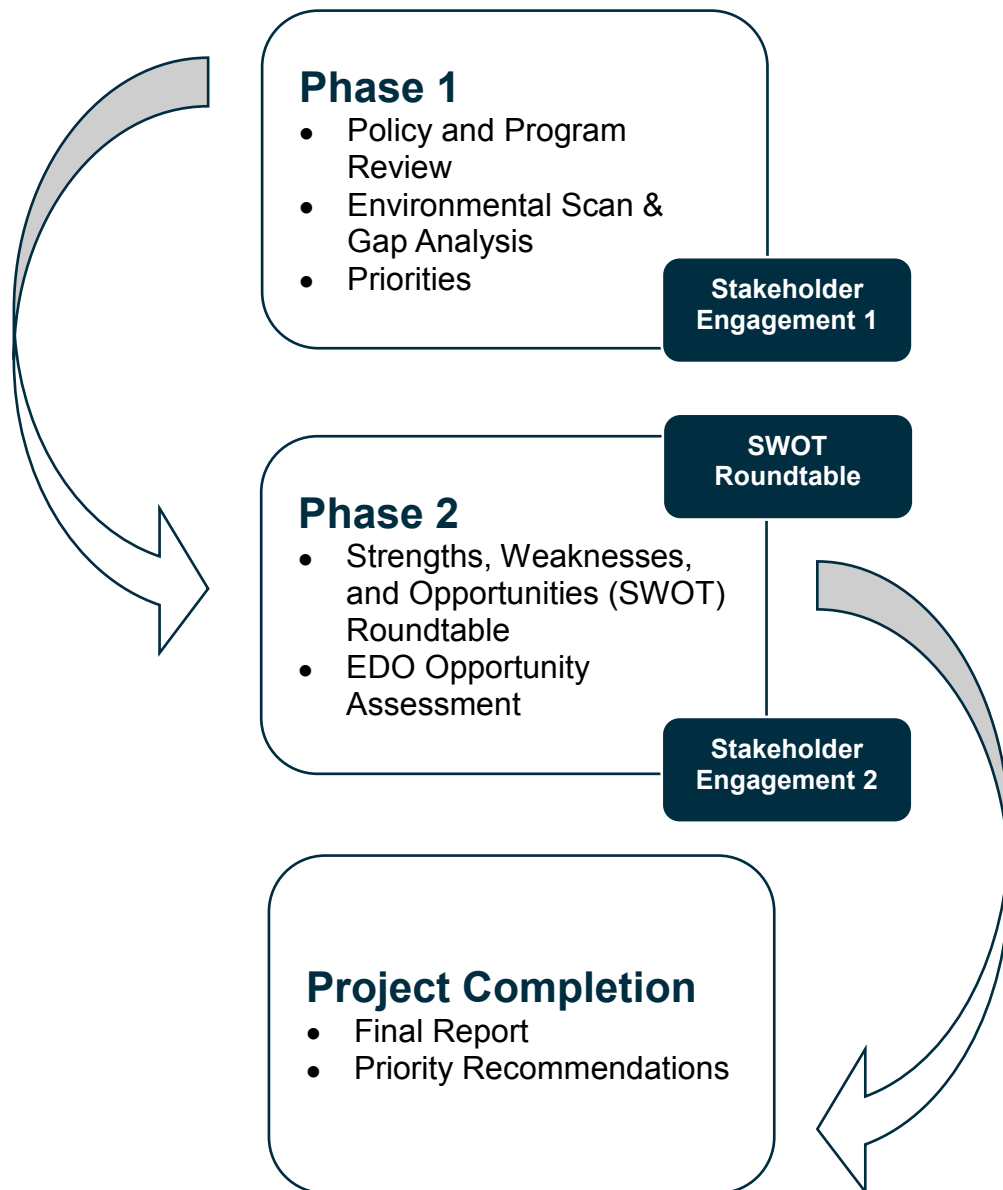 Phase 1
• Policy and Program
Review
• Environmental Scan &
Gap Analysis
• Priorities
Stakeholder
Engagement 1
SWOT
Roundtable
Phase 2
• Strengths, Weaknesses,
and Opportunities (SWOT)
Roundtable
• EDO Opportunity
Assessment
Stakeholder
Engagement 2
Project Completion
• Final Report
• Priority Recommendations